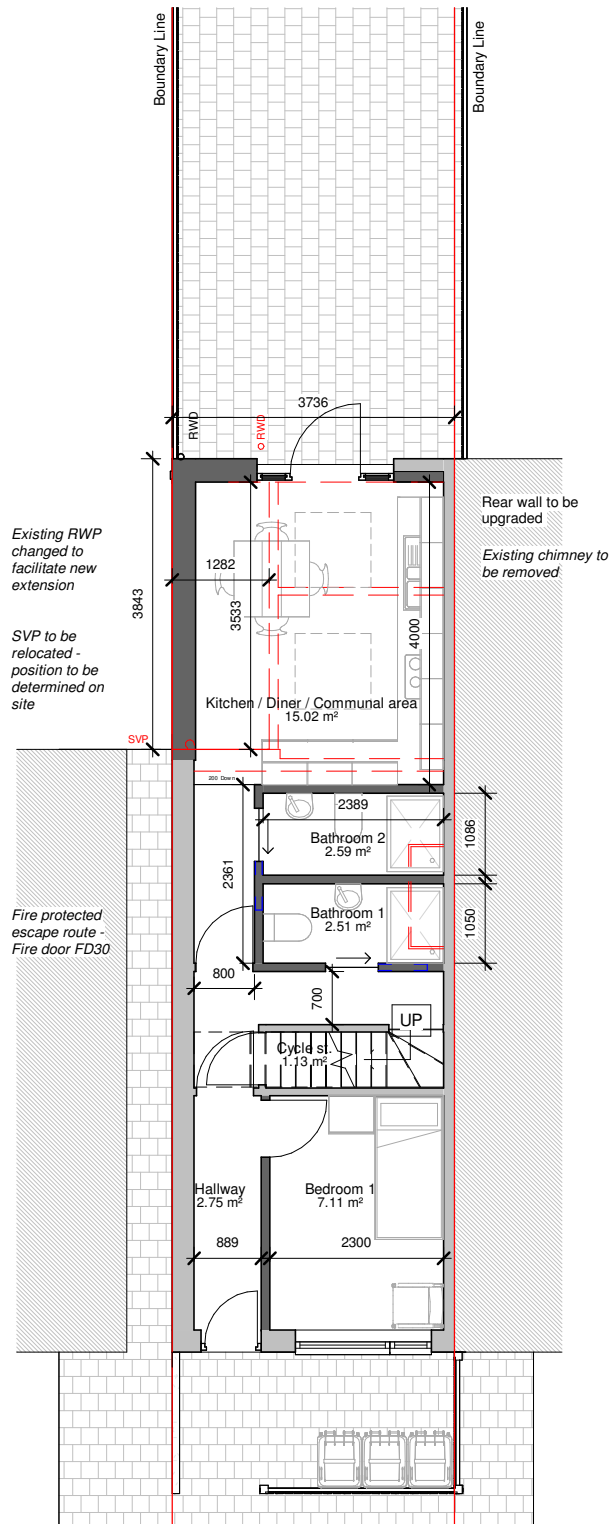 Boundary Line
Boundary Line
3736
RWD
RWD
Rear wall to be
upgraded
Existing chimney to
be removed
Existing RWP
changed to
facilitate new
extension
SVP to be
relocated -
position to be
determined on
site
3843
1282
3533
4000
Kitchen / Diner / Communal area
15.02 m²
SVP
200 Down
2389
Bathroom 2
2.59 m²
1086
2361
Bathroom 1
2.51 m²
1050
Fire protected
escape route -
Fire door FD30
800
700
UP
Cycle st.
1.13 m²
Hallway
2.75 m²
Bedroom 1
7.11 m²
889
2300